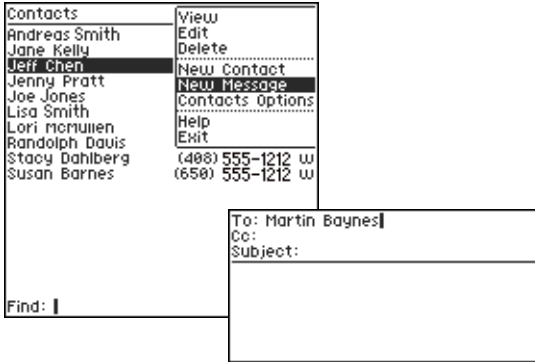 Contacts
Andreas Smith
Jane Kelly
Jeff Chen
Jenny Pratt
Joe Jones
Lisa Smith
Lori McMullen
Randolph Davis
Stacy Dahlberg (408) 555-1212 W
Susan Barnes (650) 555-1212 W
Find:
View
Edit
Delete
New Contact
New Message
Contacts Options
Help
Exit
To: Martin Baynes
Cc:
Subject: